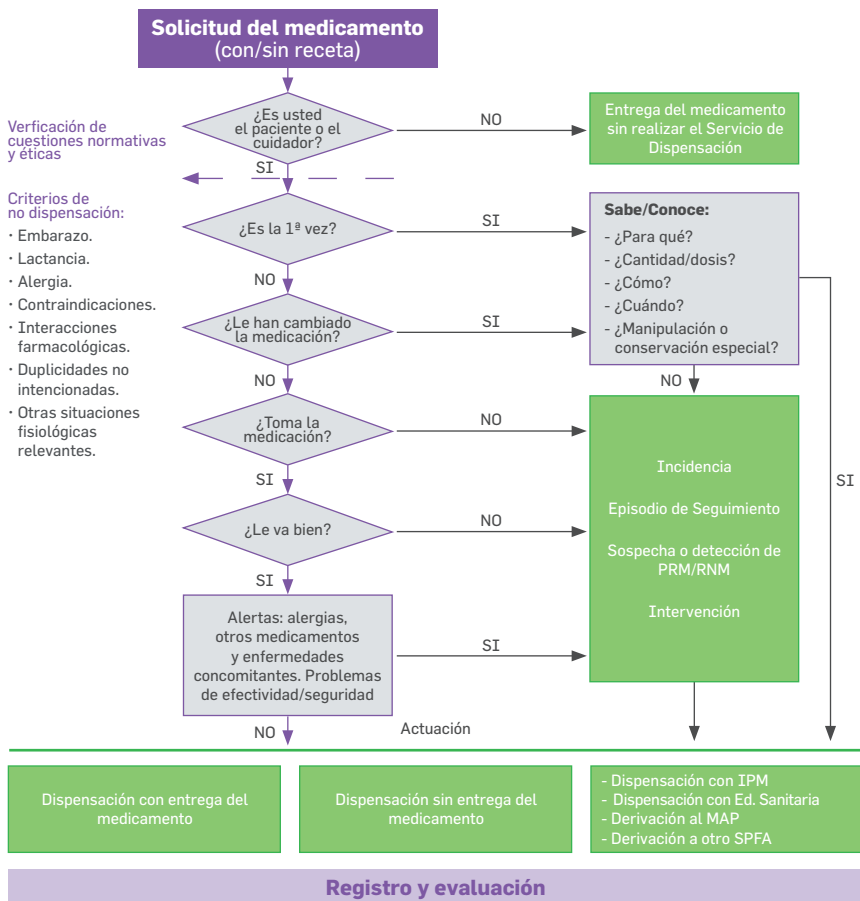 Solicitud del medicamento
(con/sin receta)
¿Es usted
el paciente o el
cuidador?
NO
Entrega del medicamento
sin realizar el Servicio de
Dispensación
Verficación de
cuestiones normativas
y éticas
SI
Criterios de
no dispensación:
· Embarazo.
· Lactancia.
· Alergia.
· Contraindicaciones.
· Interacciones
farmacológicas.
· Duplicidades no
intencionadas.
· Otras situaciones
fisiológicas
relevantes.
¿Es la 1ª vez?
SI
Sabe/Conoce:
- ¿Para qué?
- ¿Cantidad/dosis?
- ¿Cómo?
- ¿Cuándo?
- ¿Manipulación o
conservación especial?
NO
¿Le han cambiado
la medicación?
SI
NO
NO
¿Toma la
medicación?
NO
Incidencia
Episodio de Seguimiento
Sospecha o detección de
PRM/RNM
Intervención
SI
SI
¿Le va bien?
NO
SI
Alertas: alergias,
otros medicamentos
y enfermedades
concomitantes. Problemas
de efectividad/seguridad
SI
NO
Actuación
Dispensación con entrega del
medicamento
Dispensación sin entrega del
medicamento
- Dispensación con IPM
- Dispensación con Ed. Sanitaria
- Derivación al MAP
- Derivación a otro SPFA
Registro y evaluación